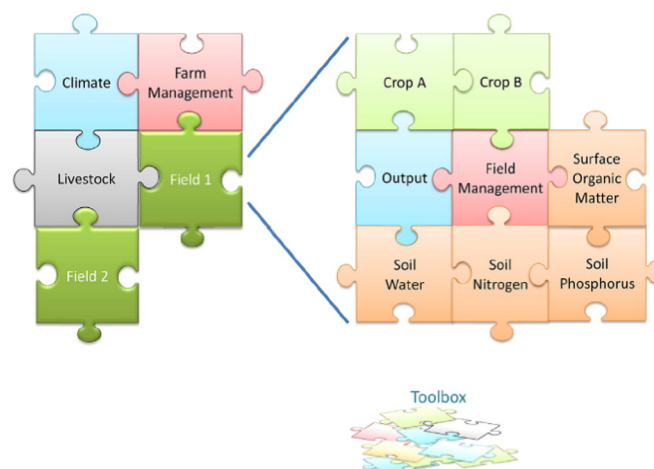 Climate
Farm
Management
Livestock
Field 1
Field 2
Crop A
Crop B
Output
Field
Management
Surface
Organic
Matter
Soil
Water
Soil
Nitrogen
Soil
Phosphorus
Toolbox